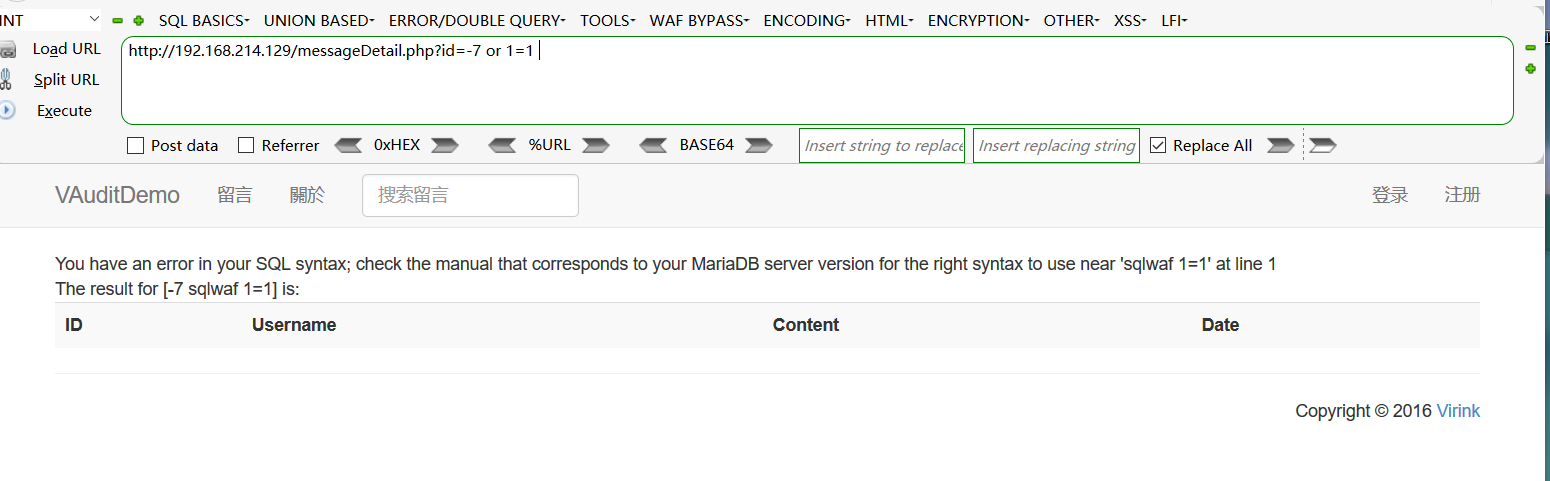 INT SQL BASICS UNION BASED ERROR/DOUBLE QUERY TOOLS WAF BYPASS ENCODING HTML ENCRYPTION OTHER XSS LFI
Load URL
http://192.168.214.129/messageDetail.php?id=-7 or 1=1
Split URL
Execute
Post data Referrer 0xHEX %URL BASE64 Insert string to replace Insert replacing string Replace All
VAuditDemo 留言 關於 搜索留言 登录 注册
You have an error in your SQL syntax; check the manual that corresponds to your MariaDB server version for the right syntax to use near 'sqlwaf 1=1' at line 1
The result for [-7 sqlwaf 1=1] is:
ID Username Content Date
Copyright © 2016 Virink